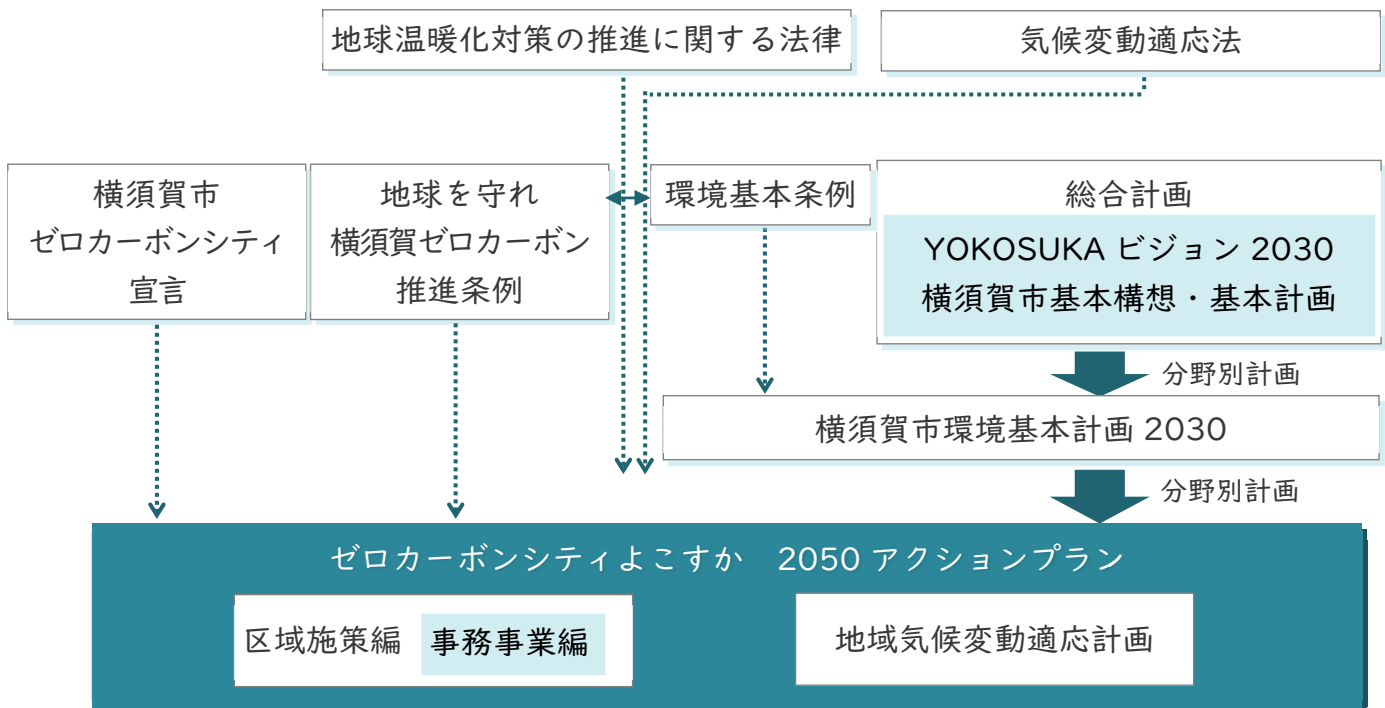 地球温暖化対策の推進に関する法律
気候変動適応法
横須賀市
ゼロカーボンシティ
宣言
地球を守れ
横須賀ゼロカーボン
推進条例
環境基本条例
総合計画
YOKOSUKA ビジョン 2030
横須賀市基本構想・基本計画
分野別計画
横須賀市環境基本計画 2030
分野別計画
ゼロカーボンシティよこすか　2050 アクションプラン
区域施策編 事務事業編
地域気候変動適応計画